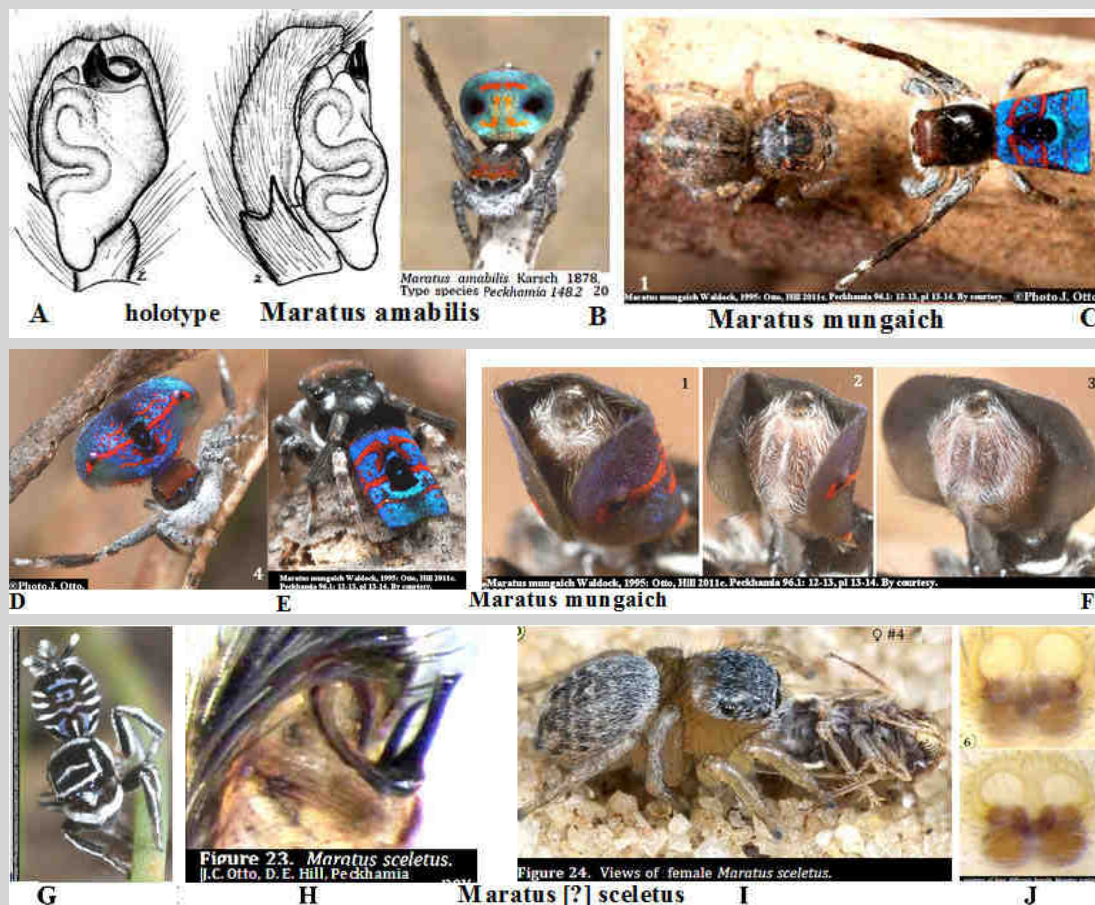 2
2
Maratus amabilis Karsch 1878,
Type species Peckhamia 148.2 20
A
holotype
Maratus amabilis
B
1
Maratus mungaich Waldock, 1995: Otto, Hill 2011c. Peckhamia 96.1: 12-13, pl 13-14. By courtesy.
©Photo J. Otto
Maratus mungaich
C
©Photo J. Otto.
4
Maratus mungaich Waldock, 1995: Otto, Hill 2011c.
Peckhamia 96.1: 12-13, pl 13-14. By courtesy.
1
2
3
Maratus mungaich Waldock, 1995: Otto, Hill 2011c. Peckhamia 96.1: 12-13, pl 13-14. By courtesy.
D
E
Maratus mungaich
F
Figure 23. Maratus sceletus.
J.C. Otto, D. E. Hill, Peckhamia
♀ #4
Figure 24. Views of female Maratus sceletus.
6
G
H
Maratus [?] sceletus
I
J